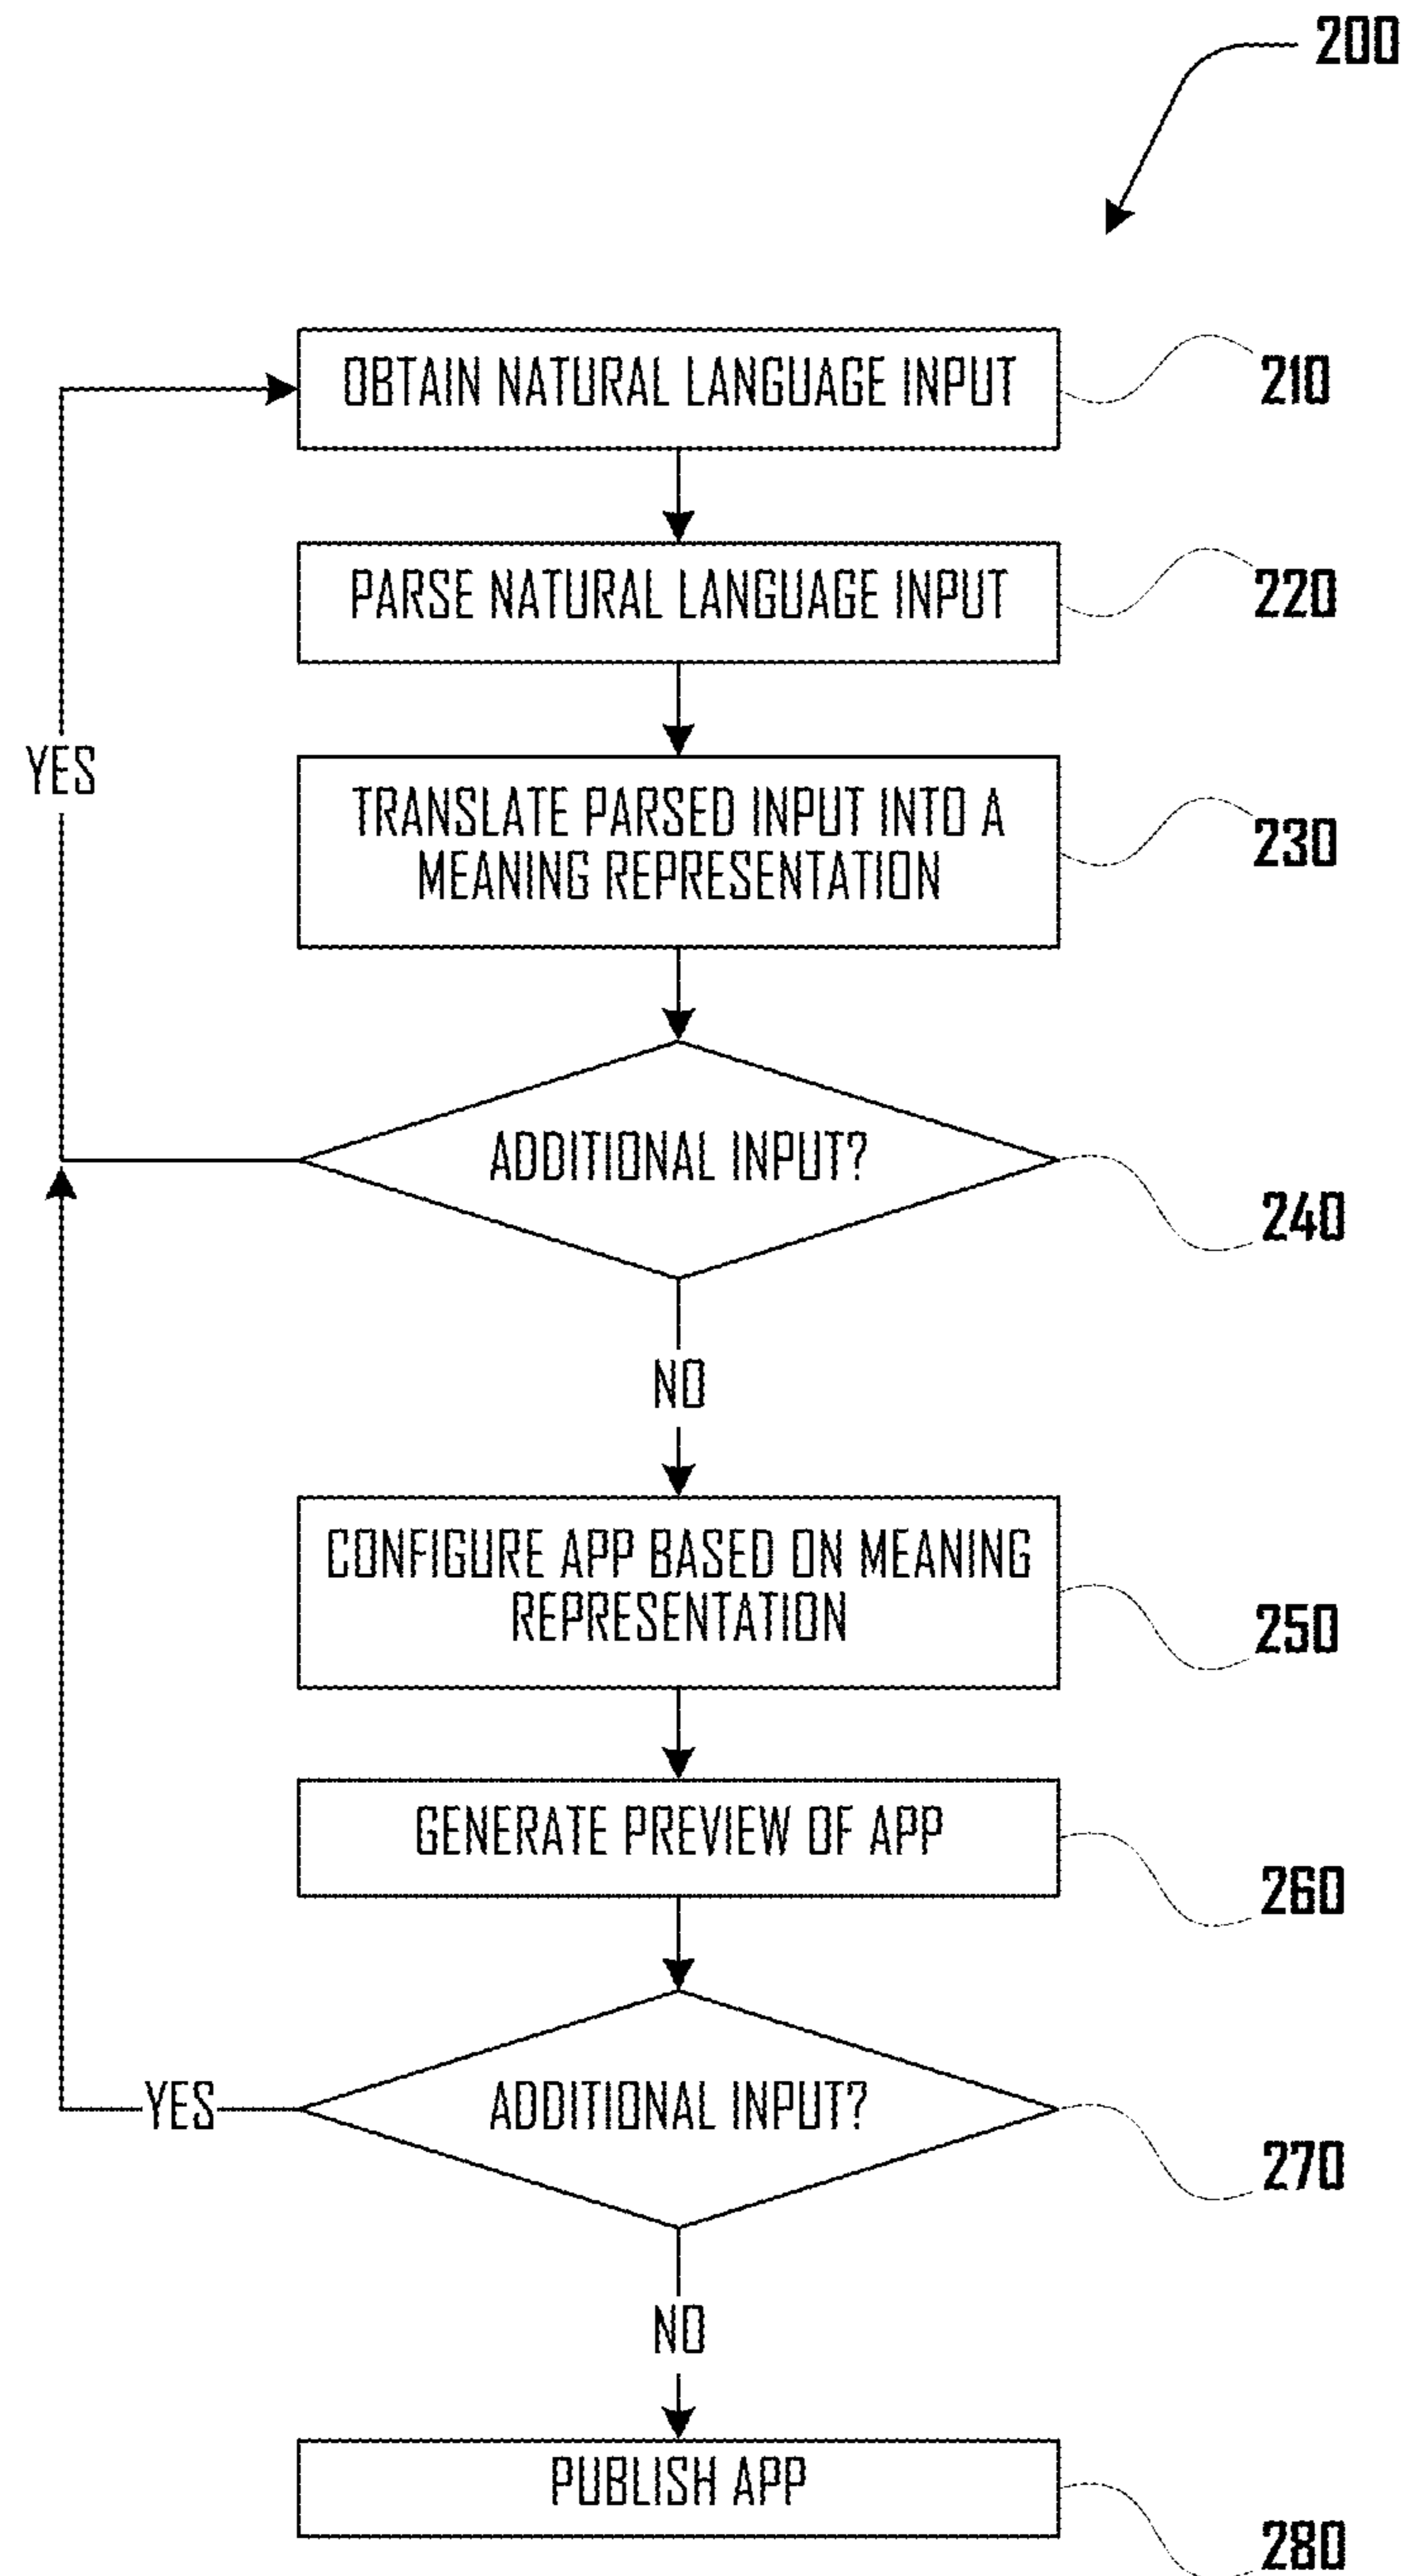 200
OBTAIN NATURAL LANGUAGE INPUT
210
PARSE NATURAL LANGUAGE INPUT
220
YES
TRANSLATE PARSED INPUT INTO A
MEANING REPRESENTATION
230
ADDITIONAL INPUT?
240
NO
CONFIGURE APP BASED ON MEANING
REPRESENTATION
250
GENERATE PREVIEW OF APP
260
YES
ADDITIONAL INPUT?
270
NO
PUBLISH APP
280